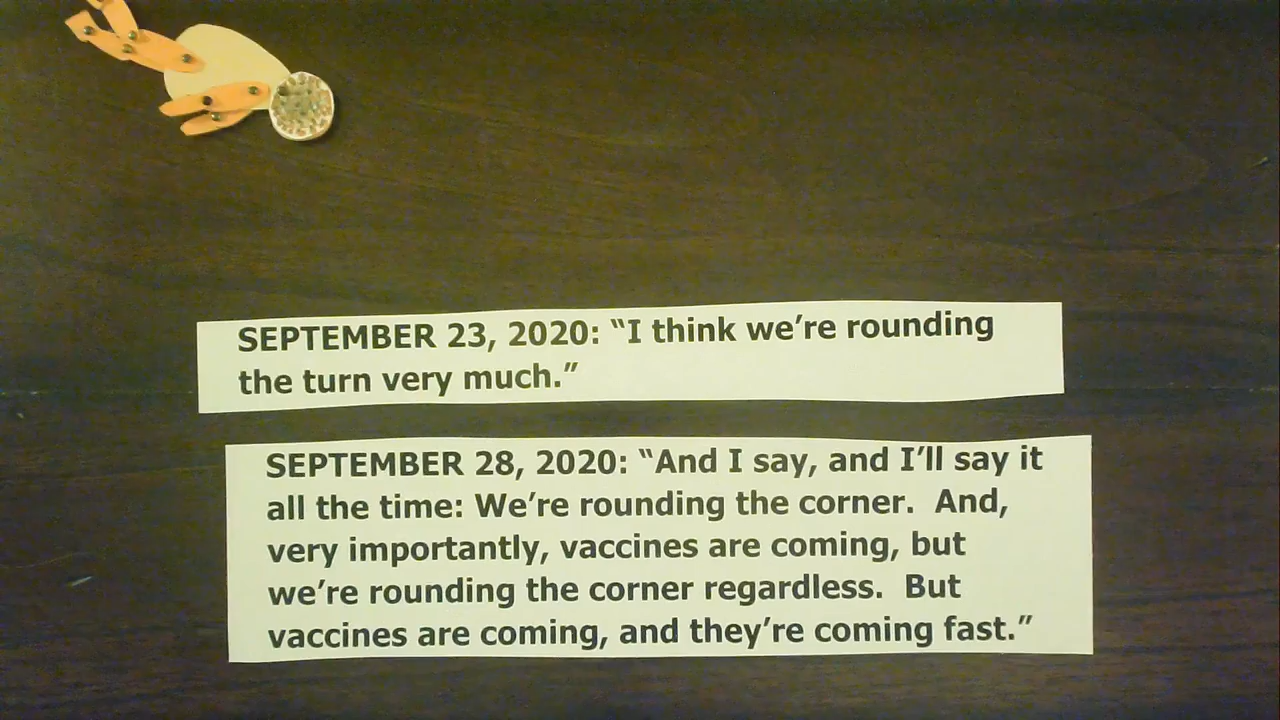 SEPTEMBER 23, 2020: “I think we’re rounding
the turn very much.”
SEPTEMBER 28, 2020: “And I say, and I’ll say it
all the time: We’re rounding the corner.  And,
very importantly, vaccines are coming, but
we’re rounding the corner regardless.  But
vaccines are coming, and they’re coming fast.”